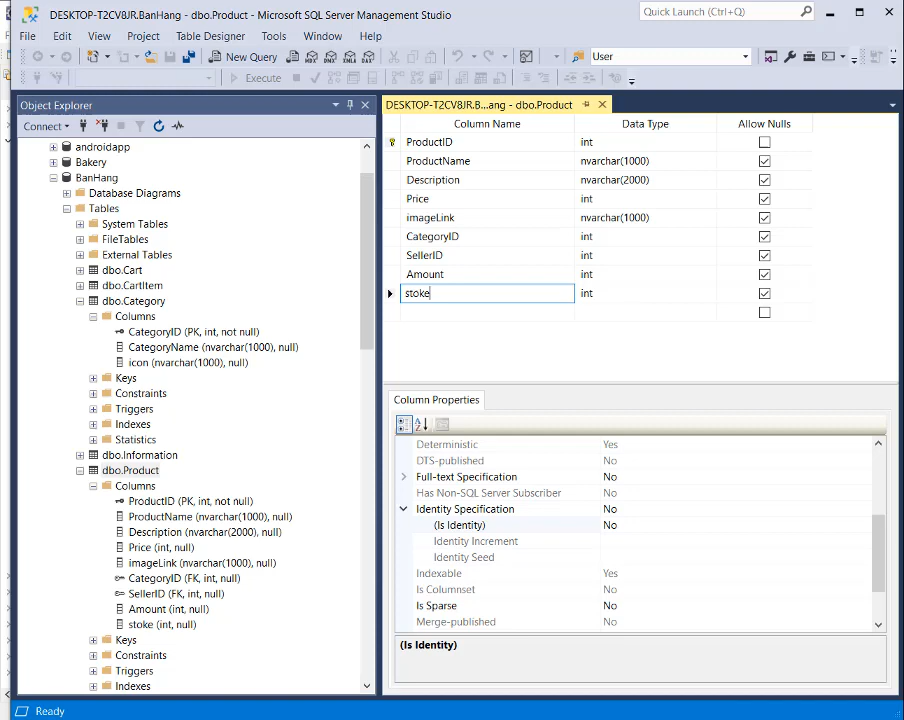 DESKTOP-T2CV8JR.BanHang - dbo.Product - Microsoft SQL Server Management Studio
Quick Launch (Ctrl+Q)
File Edit View Project Table Designer Tools Window Help
New Query
MDX DMX XMLA DAX
User
Execute
Object Explorer
Connect
androidapp
Bakery
BanHang
Database Diagrams
Tables
System Tables
FileTables
External Tables
dbo.Cart
dbo.CartItem
dbo.Category
Columns
CategoryID (PK, int, not null)
CategoryName (nvarchar(1000), null)
icon (nvarchar(1000), null)
Keys
Constraints
Triggers
Indexes
Statistics
dbo.Information
dbo.Product
Columns
ProductID (PK, int, not null)
ProductName (nvarchar(1000), null)
Description (nvarchar(2000), null)
Price (int, null)
imageLink (nvarchar(1000), null)
CategoryID (FK, int, null)
SellerID (FK, int, null)
Amount (int, null)
stoke (int, null)
Keys
Constraints
Triggers
Indexes
DESKTOP-T2CV8JR.B...ang - dbo.Product
Column Name Data Type Allow Nulls
ProductID int
ProductName nvarchar(1000)
Description nvarchar(2000)
Price int
imageLink nvarchar(1000)
CategoryID int
SellerID int
Amount int
stoke int
Column Properties
Deterministic Yes
DTS-published No
Full-text Specification No
Has Non-SQL Server Subscriber No
Identity Specification No
(Is Identity) No
Identity Increment
Identity Seed
Indexable Yes
Is Columnset No
Is Sparse No
Merge-published No
(Is Identity)
Ready